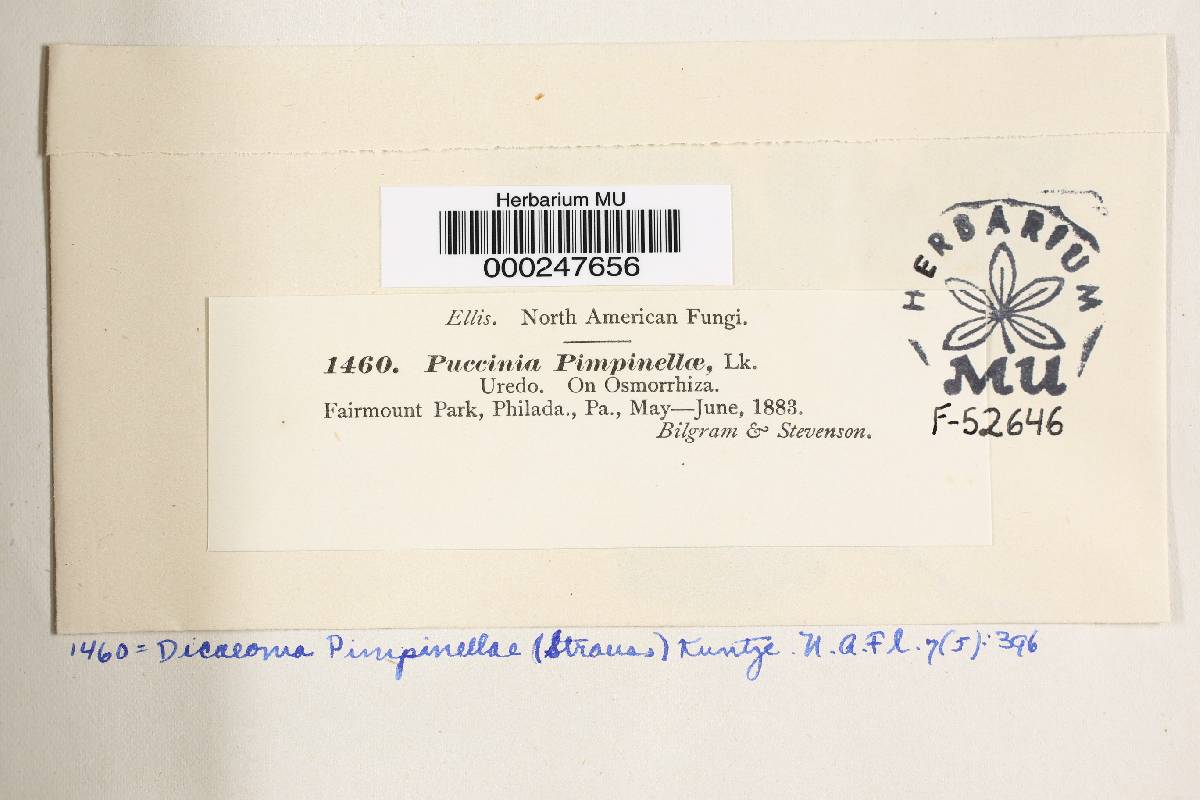 Herbarium MU
000247656
HERBARIUM
MU
F-52646
Ellis. North American Fungi.
1460. Puccinia Pimpinellæ, Lk.
Uredo. On Osmorrhiza.
Fairmount Park, Philada., Pa., May—June, 1883.
Bilgram & Stevenson.
1460 = Dicaeoma Pimpinellae (Strauss) Kuntze. N.A.Fl. 7(5):396